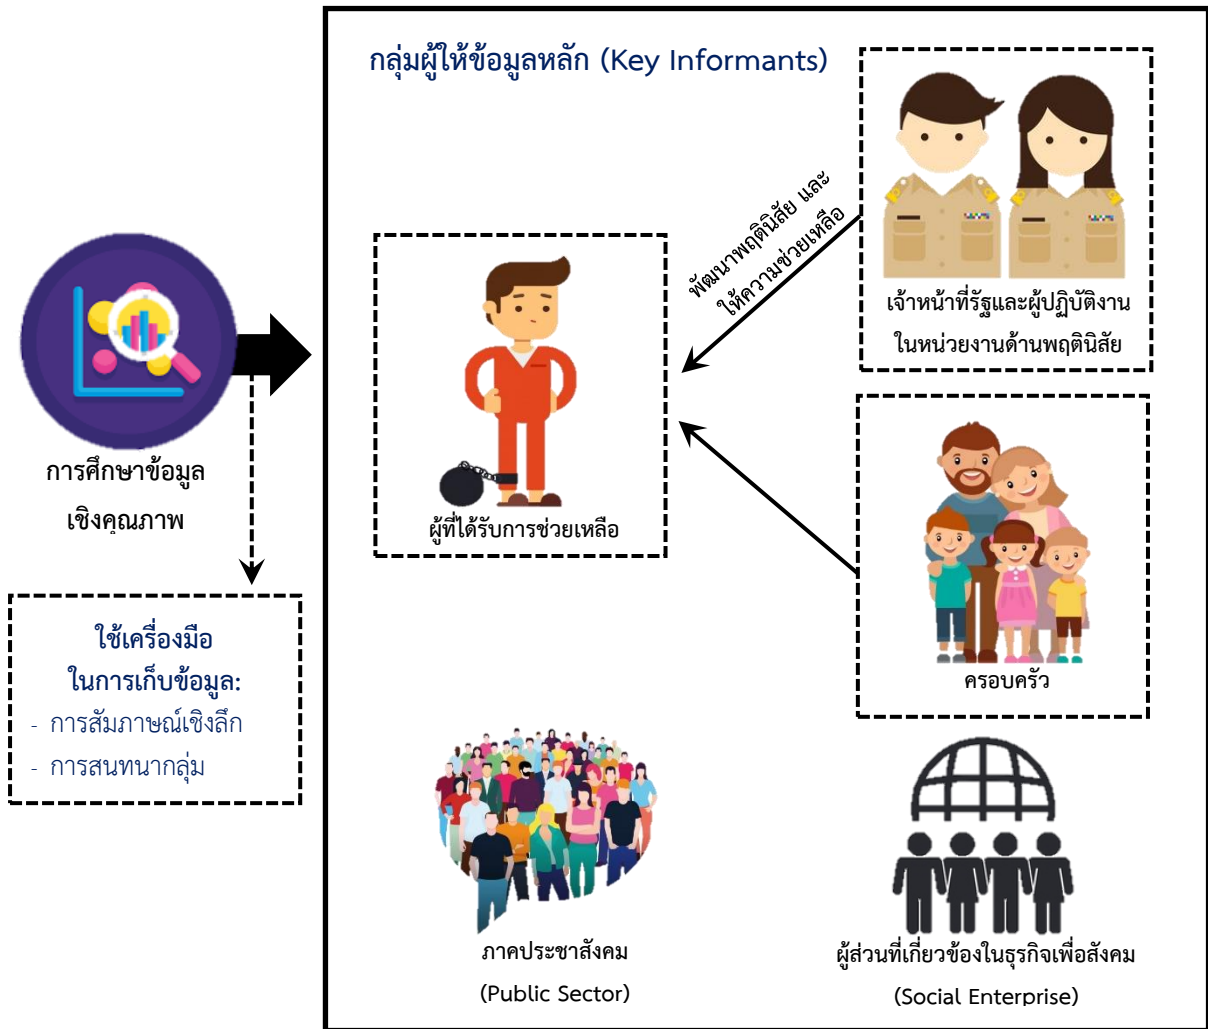 กลุ่มผู้ให้ข้อมูลหลัก (Key Informants)
พัฒนาพฤตินิสัย และ
ให้ความช่วยเหลือ
เจ้าหน้าที่รัฐและผู้ปฏิบัติงาน
ในหน่วยงานด้านพฤตินิสัย
การศึกษาข้อมูล
เชิงคุณภาพ
ผู้ที่ได้รับการช่วยเหลือ
ใช้เครื่องมือ
ในการเก็บข้อมูล:
- การสัมภาษณ์เชิงลึก
- การสนทนากลุ่ม
ครอบครัว
ภาคประชาสังคม
(Public Sector)
ผู้ส่วนที่เกี่ยวข้องในธุรกิจเพื่อสังคม
(Social Enterprise)